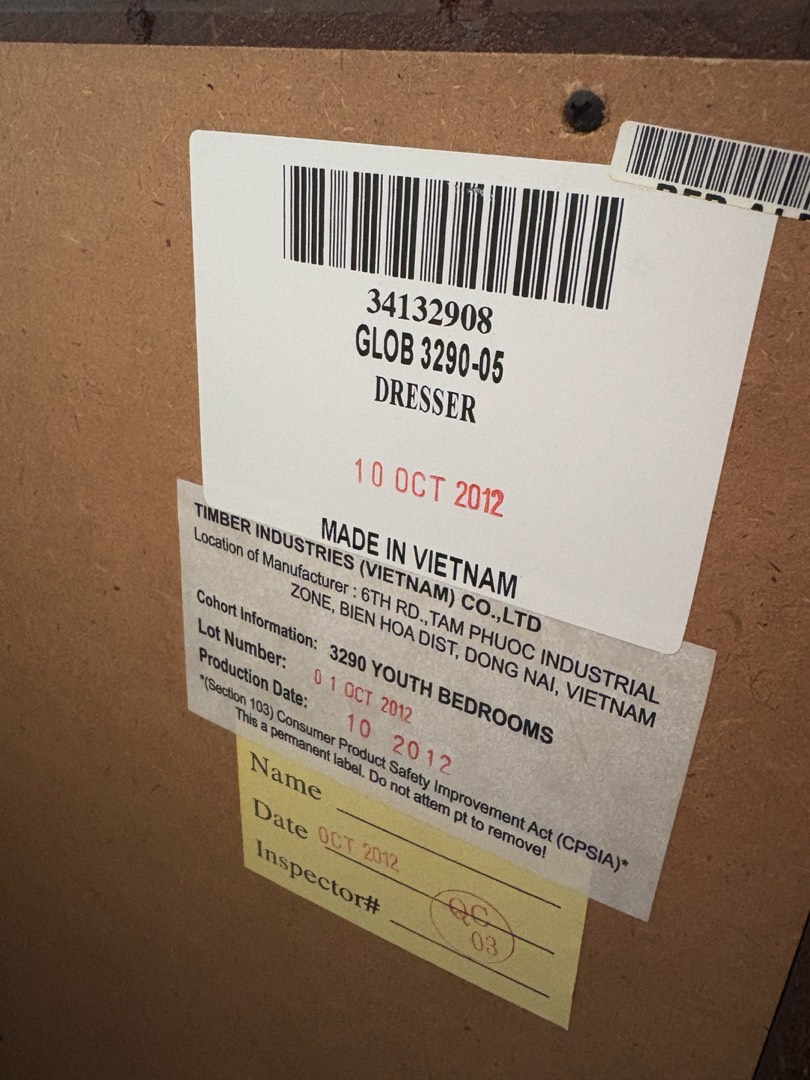 34132908
GLOB 3290-05
DRESSER
10 OCT 2012
MADE IN VIETNAM
TIMBER INDUSTRIES (VIETNAM) CO.,LTD
Location of Manufacturer : 6TH RD.,TAM PHUOC INDUSTRIAL
ZONE, BIEN HOA DIST, DONG NAI, VIETNAM
Cohort Information: 3290 YOUTH BEDROOMS
Lot Number: 01 OCT 2012
Production Date: 10 2012
*(Section 103) Consumer Product Safety Improvement Act (CPSIA)*
This a permanent label. Do not attem pt to remove!
Name
Date OCT 2012
Inspector#
QC
03